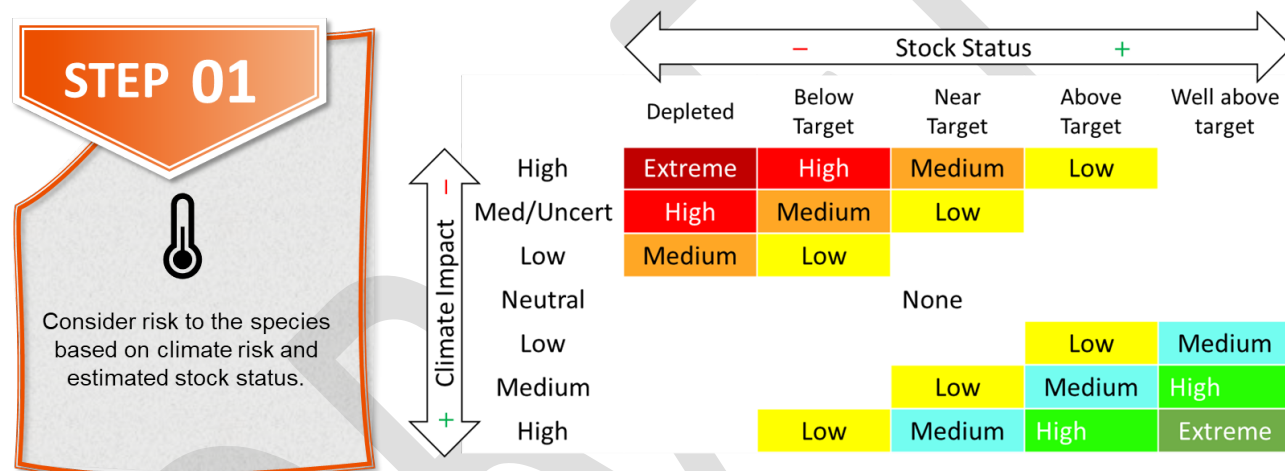 STEP 01
Consider risk to the species
based on climate risk and
estimated stock status.
− Stock Status +
Depleted Below Target Near Target Above Target Well above target
− Climate Impact +
High Extreme High Medium Low
Med/Uncert High Medium Low
Low Medium Low
Neutral None
Low Low Medium
Medium Low Medium High
High Low Medium High Extreme